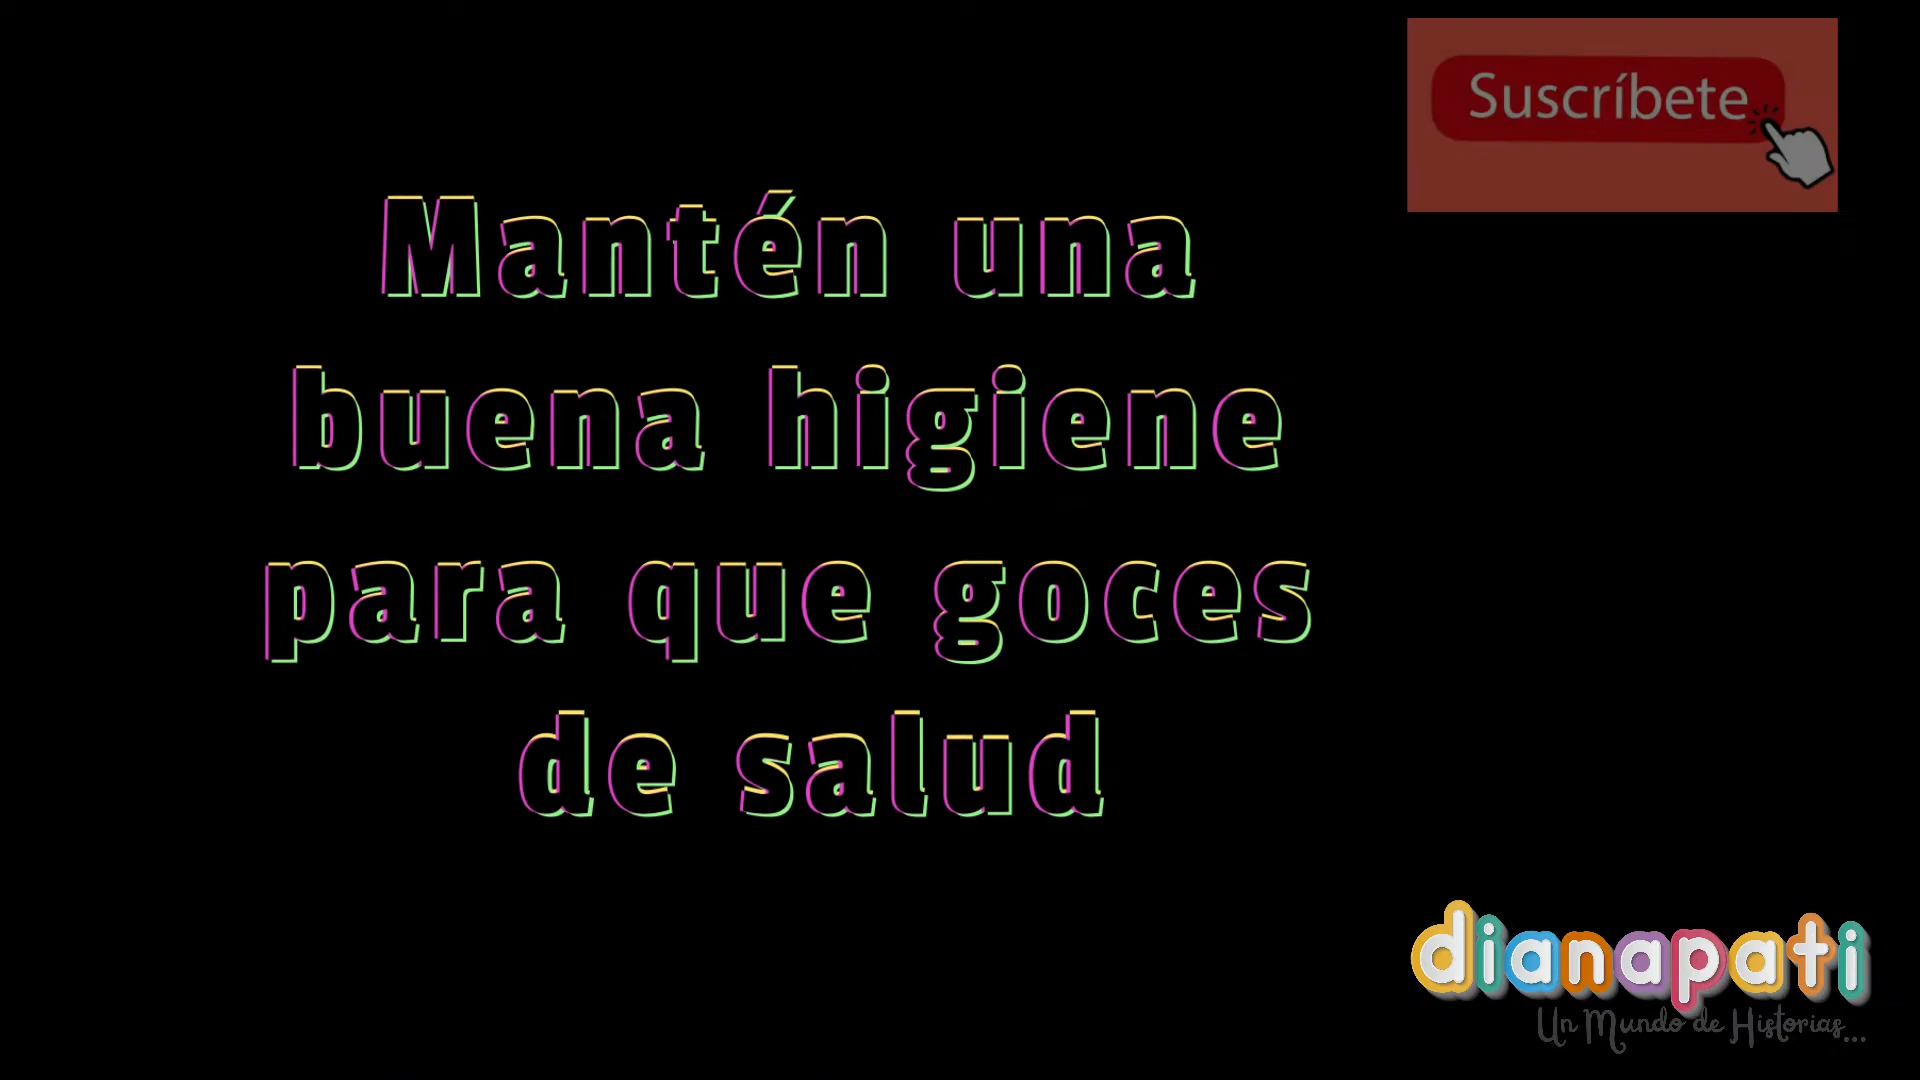 Suscríbete
Mantén una
buena higiene
para que goces
de salud
dianapati
Un Mundo de Historias...